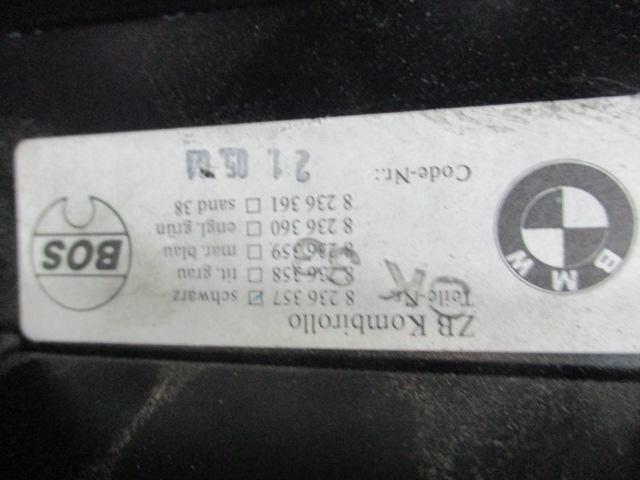 BMW
ZB Kombirollo
Teile-Nr.
8 236 357 schwarz
8 236 358 tit. grau
8 236 359 mar. blau
8 236 360 engl. grün
8 236 361 sand 38
Code-Nr.:
OK
BOS